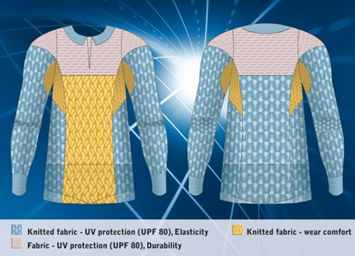 Knitted fabric - UV protection (UPF 80), Elasticity
Knitted fabric - wear comfort
Fabric - UV protection (UPF 80), Durability